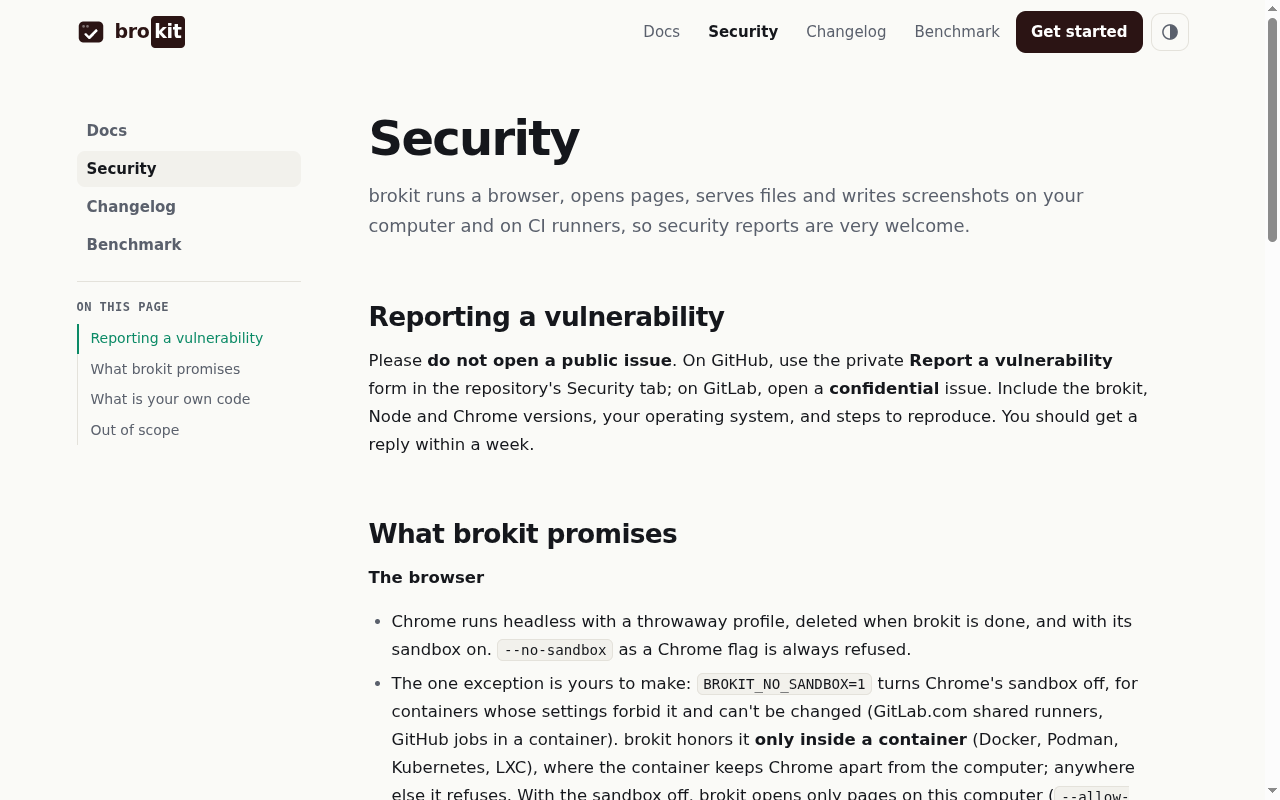 brokit
Docs
Security
Changelog
Benchmark
Get started
Docs
Security
Changelog
Benchmark
ON THIS PAGE
Reporting a vulnerability
What brokit promises
What is your own code
Out of scope
Security
brokit runs a browser, opens pages, serves files and writes screenshots on your
computer and on CI runners, so security reports are very welcome.
Reporting a vulnerability
Please do not open a public issue. On GitHub, use the private Report a vulnerability
form in the repository's Security tab; on GitLab, open a confidential issue. Include the brokit,
Node and Chrome versions, your operating system, and steps to reproduce. You should get a
reply within a week.
What brokit promises
The browser
• Chrome runs headless with a throwaway profile, deleted when brokit is done, and with its
sandbox on. --no-sandbox as a Chrome flag is always refused.
• The one exception is yours to make: BROKIT_NO_SANDBOX=1 turns Chrome's sandbox off, for
containers whose settings forbid it and can't be changed (GitLab.com shared runners,
GitHub jobs in a container). brokit honors it only inside a container (Docker, Podman,
Kubernetes, LXC), where the container keeps Chrome apart from the computer; anywhere
else it refuses. With the sandbox off, brokit opens only pages on this computer (--allow-